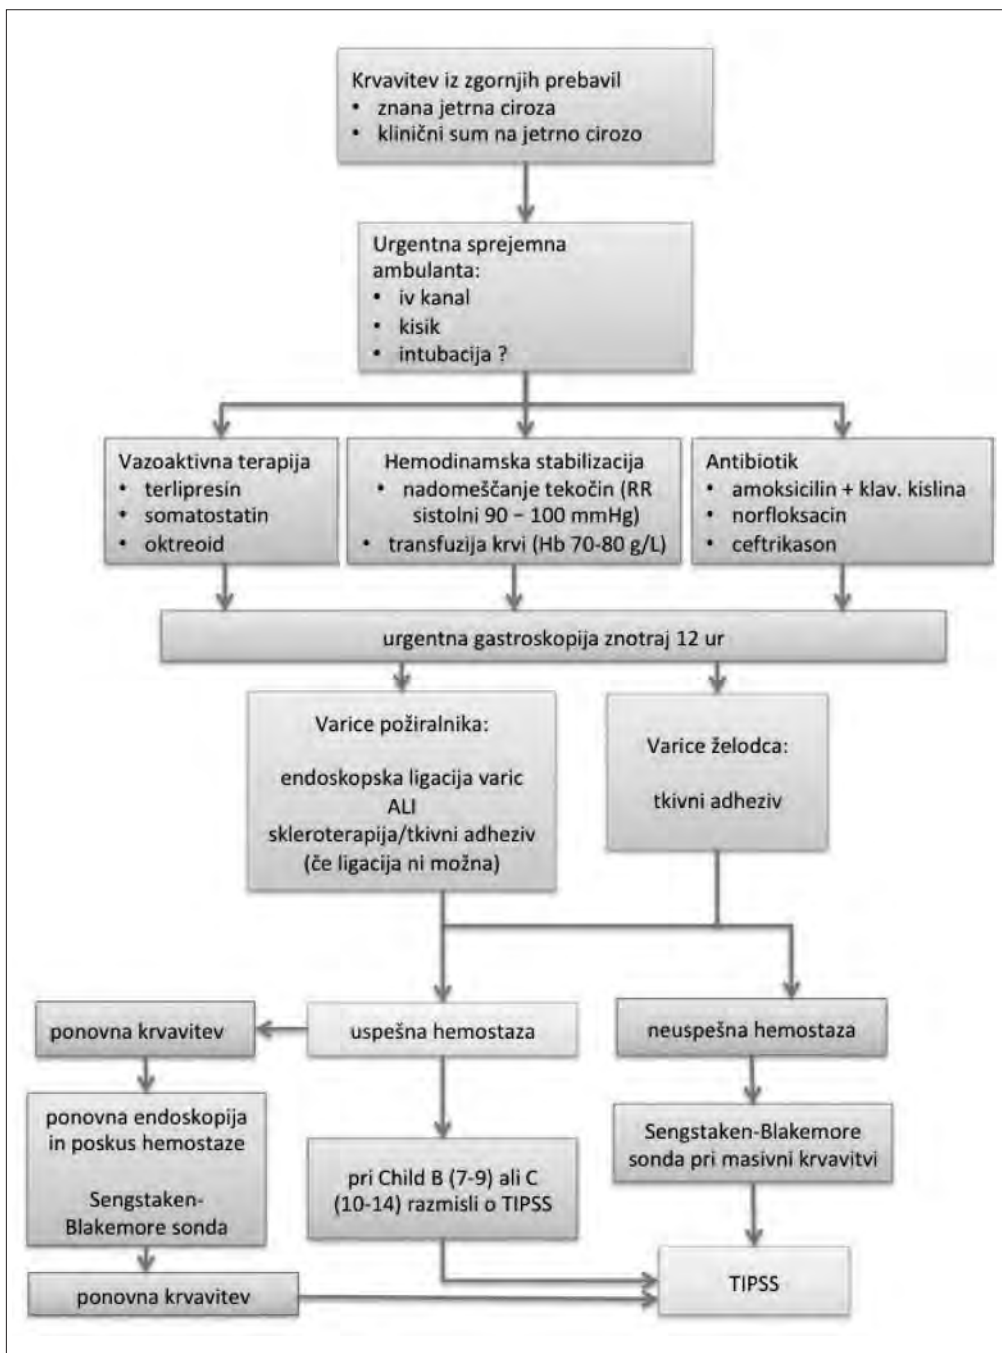 Krvavitev iz zgornjih prebavil
• znana jetrna ciroza
• klinični sum na jetrno cirozo
Urgentna sprejemna
ambulanta:
• iv kanal
• kisik
• intubacija ?
Vazoaktivna terapija
• terlipresin
• somatostatin
• oktreoid
Hemodinamska stabilizacija
• nadomeščanje tekočin (RR
sistolni 90 – 100 mmHg)
• transfuzija krvi (Hb 70-80 g/L)
Antibiotik
• amoksicilin + klav. kislina
• norfloksacin
• ceftrikason
urgentna gastroskopija znotraj 12 ur
Varice požiralnika:
endoskopska ligacija varic
ALI
skleroterapija/tkivni adheziv
(če ligacija ni možna)
Varice želodca:
tkivni adheziv
ponovna krvavitev
uspešna hemostaza
neuspešna hemostaza
ponovna endoskopija
in poskus hemostaze
Sengstaken-
Blakemore sonda
pri Child B (7-9) ali C
(10-14) razmisli o TIPSS
Sengstaken-Blakemore
sonda pri masivni krvavitvi
ponovna krvavitev
TIPSS